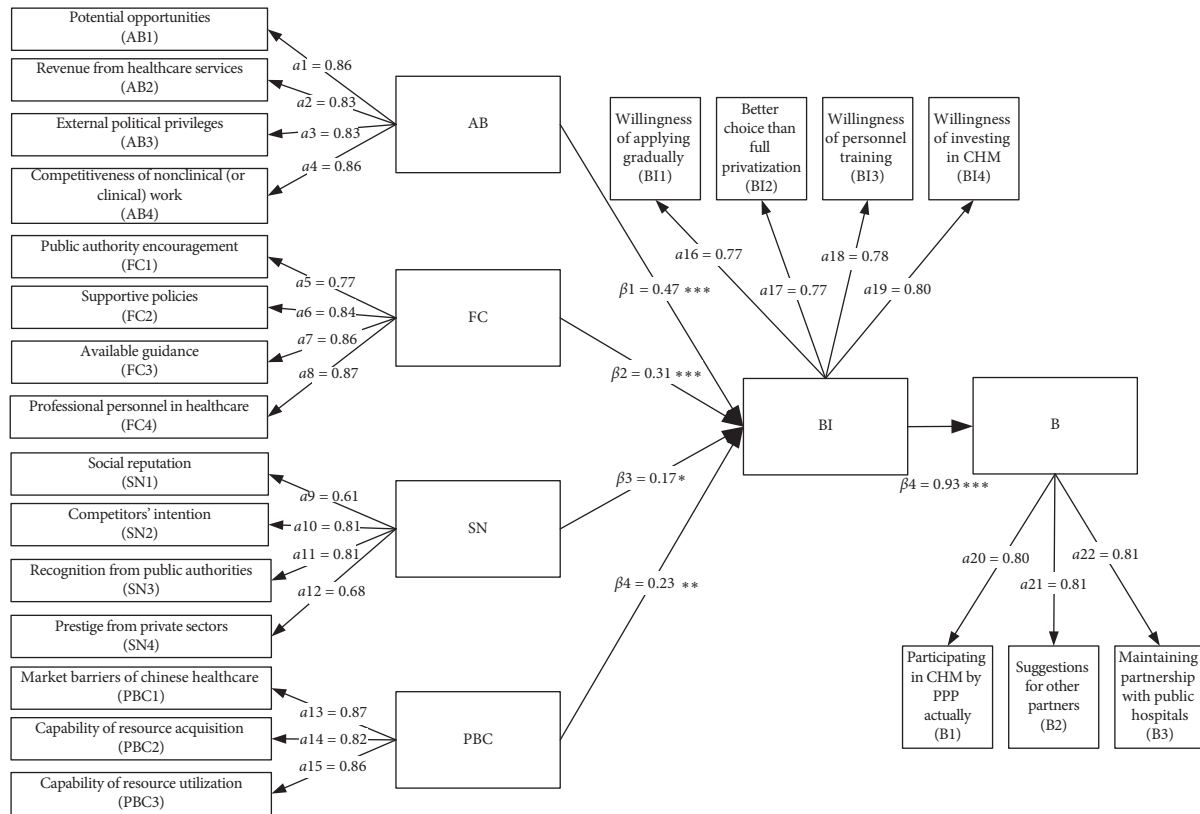 Potential opportunities
(AB1)
Revenue from healthcare services
(AB2)
External political privileges
(AB3)
Competitiveness of nonclinical (or
clinical) work
(AB4)
a1 = 0.86
a2 = 0.83
a3 = 0.83
a4 = 0.86
AB
Public authority encouragement
(FC1)
Supportive policies
(FC2)
Available guidance
(FC3)
Professional personnel in healthcare
(FC4)
a5 = 0.77
a6 = 0.84
a7 = 0.86
a8 = 0.87
FC
Social reputation
(SN1)
Competitors' intention
(SN2)
Recognition from public authorities
(SN3)
Prestige from private sectors
(SN4)
a9 = 0.61
a10 = 0.81
a11 = 0.81
a12 = 0.68
SN
Market barriers of chinese healthcare
(PBC1)
Capability of resource acquisition
(PBC2)
Capability of resource utilization
(PBC3)
a13 = 0.87
a14 = 0.82
a15 = 0.86
PBC
β1 = 0.47 ***
β2 = 0.31 ***
β3 = 0.17 *
β4 = 0.23 **
Willingness
of applying
gradually
(BI1)
Better
choice than
full
privatization
(BI2)
Willingness
of personnel
training
(BI3)
Willingness
of investing
in CHM
(BI4)
a16 = 0.77
a17 = 0.77
a18 = 0.78
a19 = 0.80
BI
β4 = 0.93 ***
B
a20 = 0.80
a21 = 0.81
a22 = 0.81
Participating
in CHM by
PPP
actually
(B1)
Suggestions
for other
partners
(B2)
Maintaining
partnership
with public
hospitals
(B3)